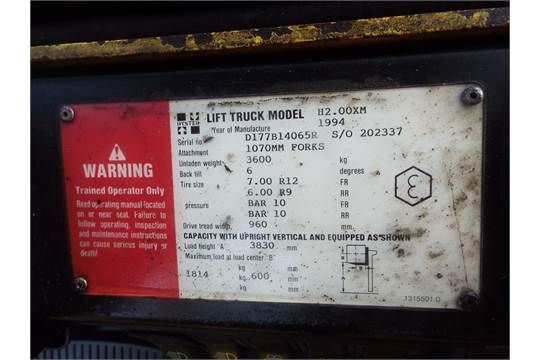 HYSTER
LIFT TRUCK MODEL H2.00XM
Year of Manufacture 1994
Serial no D177B14065R S/O 202337
Attachment 1070MM FORKS
Unladen weight 3600 kg
Back tilt 6 degrees
Tire size 7.00 R12 FR
6.00 R9 RR
pressure BAR 10 FR
BAR 10 RR
Drive tread width 960 mm
CAPACITY WITH UPRIGHT VERTICAL AND EQUIPPED AS SHOWN
Load height 'A' 3830 mm
Maximum load at load center 'B'
1814 kg 600 mm
kg mm
1315501 D
WARNING
Trained Operator Only
Read operating manual located
on or near seat. Failure to
follow operating, inspection
and maintenance instructions
can cause serious injury or
death!